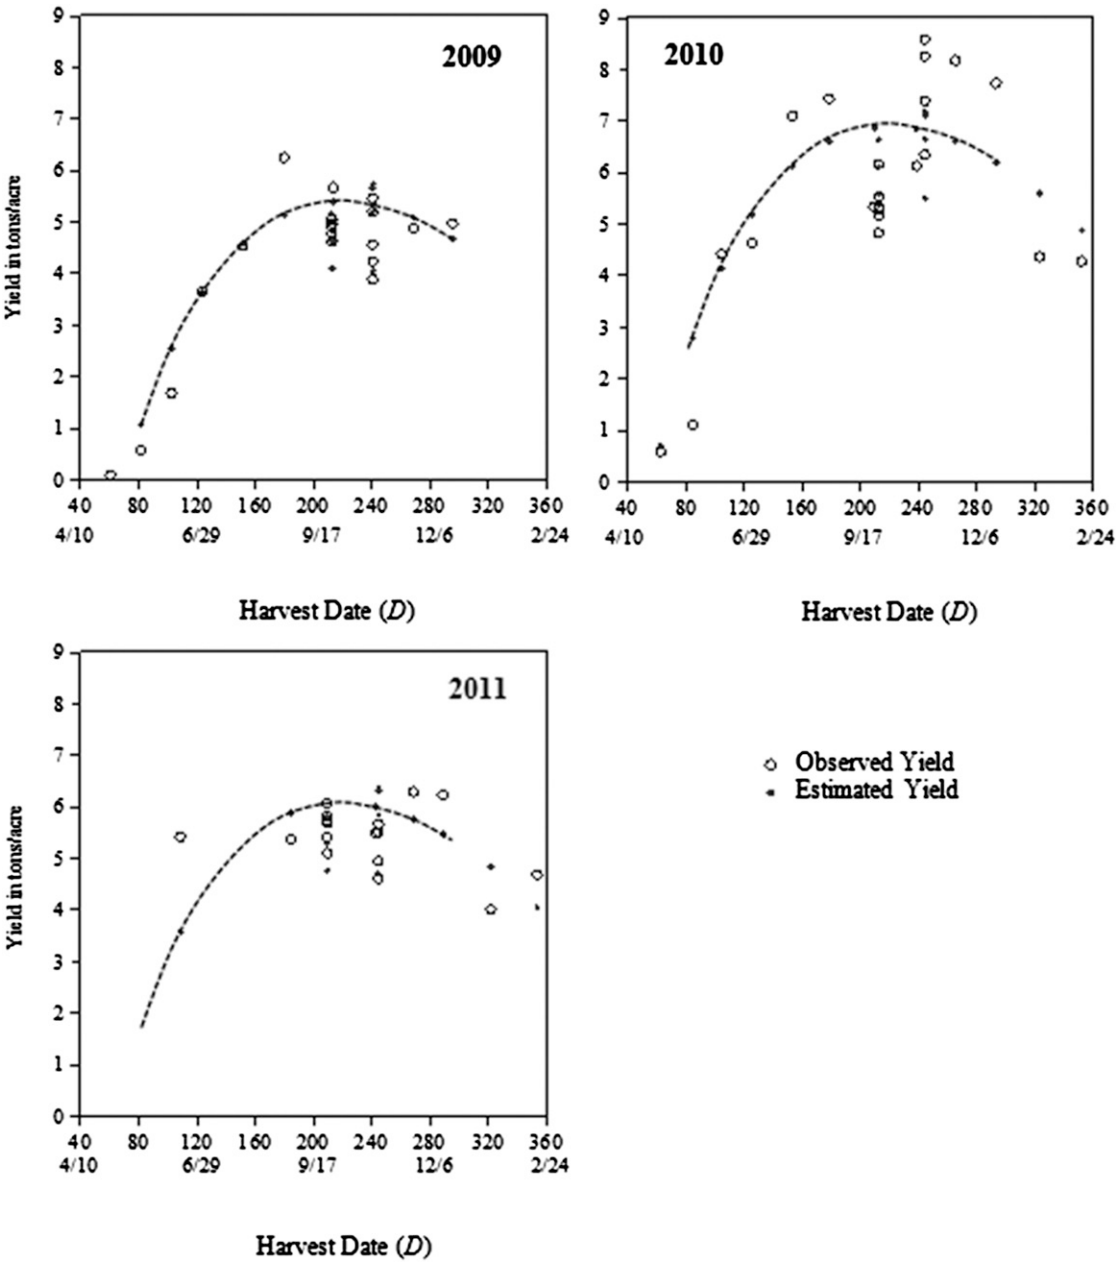 2009
9
8
7
6
5
4
3
2
1
0
Yield in tons/acre
40 80 120 160 200 240 280 320 360
4/10 6/29 9/17 12/6 2/24
Harvest Date (D)
2010
9
8
7
6
5
4
3
2
1
0
40 80 120 160 200 240 280 320 360
4/10 6/29 9/17 12/6 2/24
Harvest Date (D)
2011
9
8
7
6
5
4
3
2
1
0
Yield in tons/acre
40 80 120 160 200 240 280 320 360
4/10 6/29 9/17 12/6 2/24
Harvest Date (D)
Observed Yield
Estimated Yield